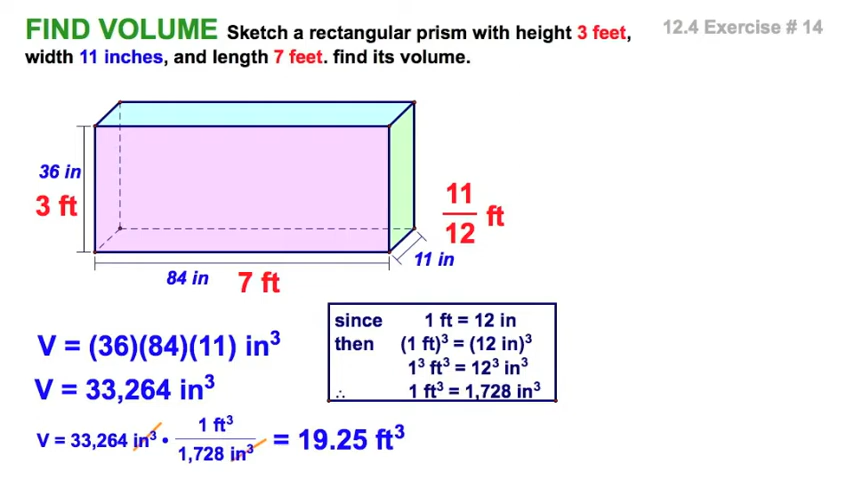 FIND VOLUME Sketch a rectangular prism with height 3 feet,
12.4 Exercise # 14
width 11 inches, and length 7 feet. find its volume.
36 in
3 ft
11
12
ft
11 in
84 in
7 ft
since 1 ft = 12 in
then (1 ft)³ = (12 in)³
1³ ft³ = 12³ in³
∴ 1 ft³ = 1,728 in³
V = (36)(84)(11) in³
V = 33,264 in³
V = 33,264 in³ • 1 ft³ / 1,728 in³ = 19.25 ft³